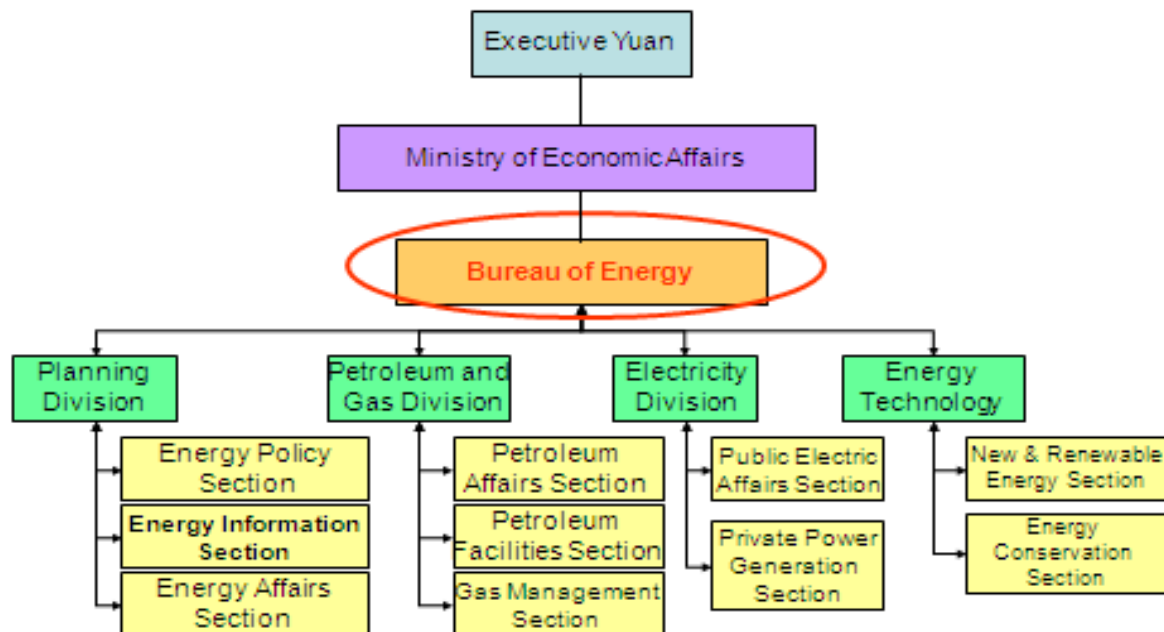 Executive Yuan
Ministry of Economic Affairs
Bureau of Energy
Planning
Division
Energy Policy
Section
Energy Information
Section
Energy Affairs
Section
Petroleum and
Gas Division
Petroleum
Affairs Section
Petroleum
Facilities Section
Gas Management
Section
Electricity
Division
Public Electric
Affairs Section
Private Power
Generation
Section
Energy
Technology
New & Renewable
Energy Section
Energy
Conservation
Section